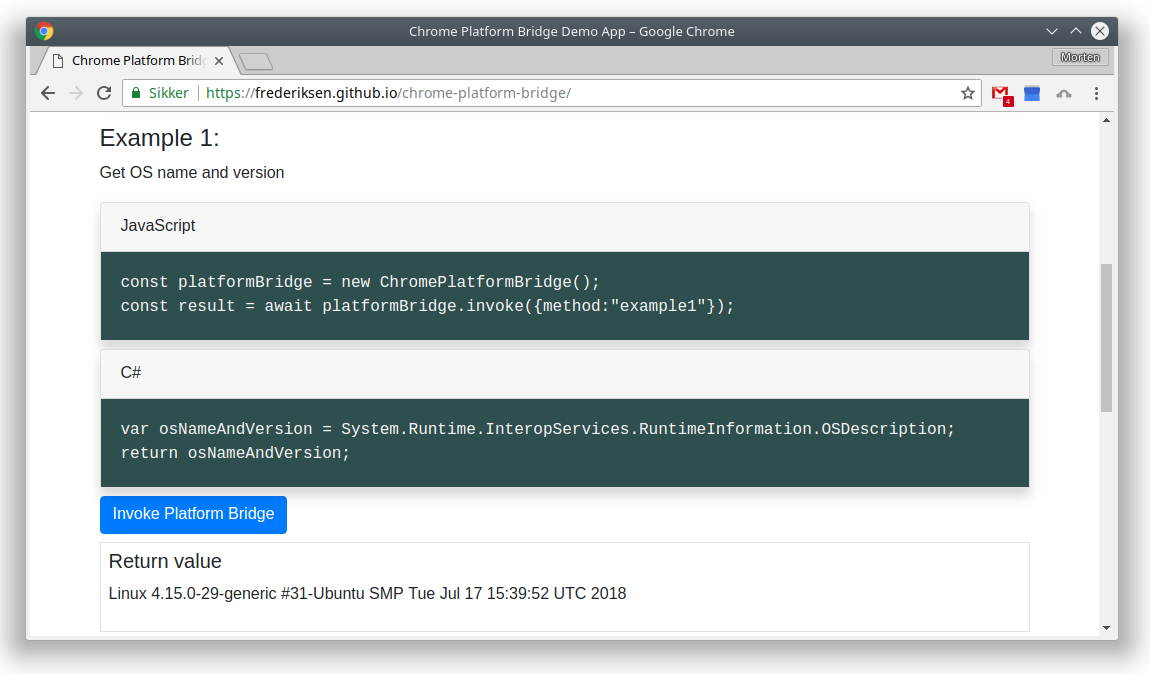 Chrome Platform Bridge Demo App – Google Chrome
Chrome Platform Brid
Morten
Sikker
https://frederiksen.github.io/chrome-platform-bridge/
4
Example 1:
Get OS name and version
JavaScript
const platformBridge = new ChromePlatformBridge();
const result = await platformBridge.invoke({method:"example1"});
C#
var osNameAndVersion = System.Runtime.InteropServices.RuntimeInformation.OSDescription;
return osNameAndVersion;
Invoke Platform Bridge
Return value
Linux 4.15.0-29-generic #31-Ubuntu SMP Tue Jul 17 15:39:52 UTC 2018